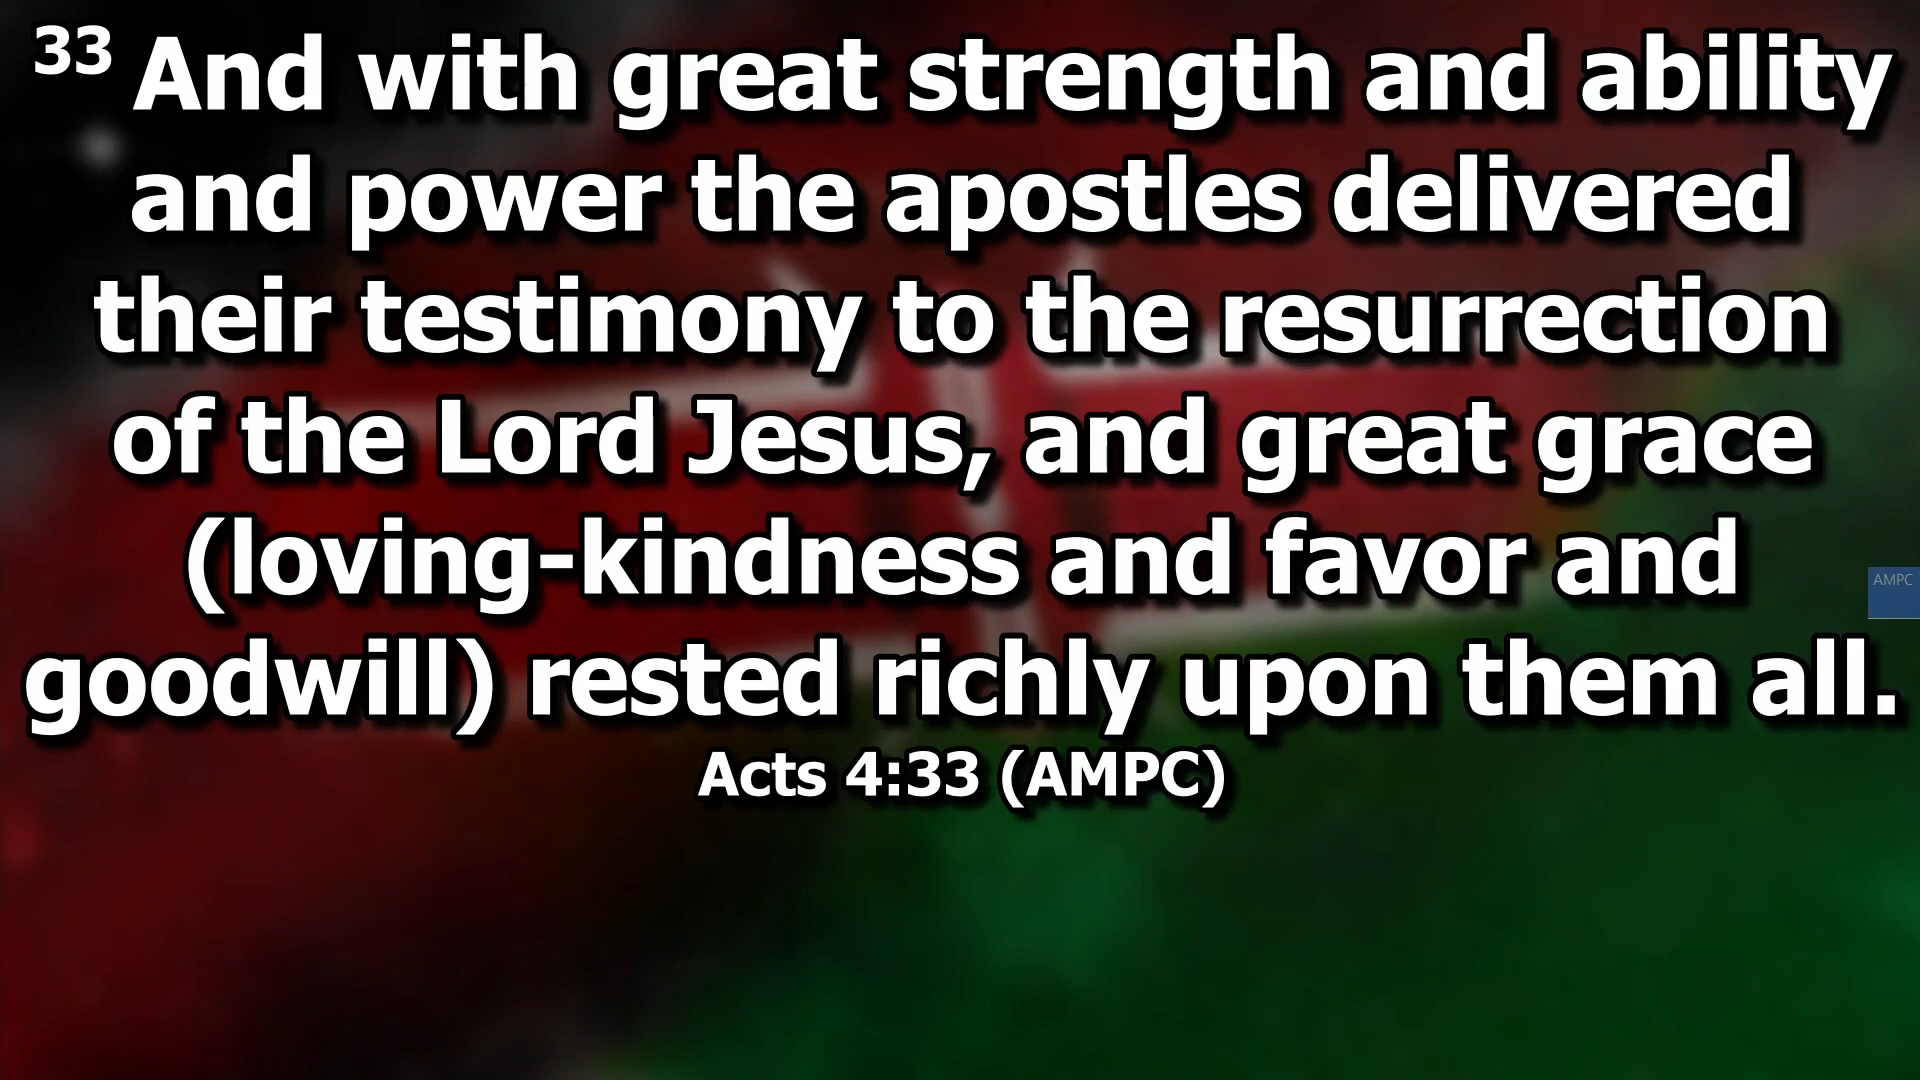 33 And with great strength and ability
and power the apostles delivered
their testimony to the resurrection
of the Lord Jesus, and great grace
(loving-kindness and favor and
goodwill) rested richly upon them all.
Acts 4:33 (AMPC)
AMPC